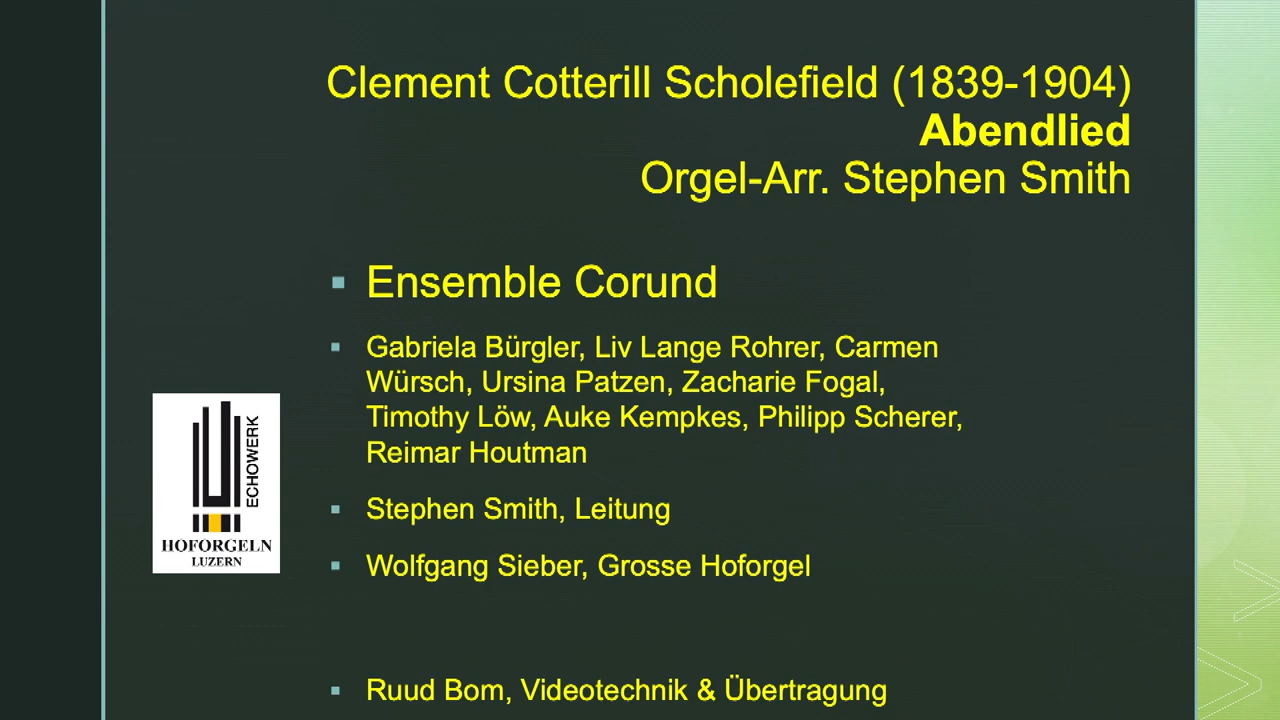 Clement Cotterill Scholefield (1839-1904)
Abendlied
Orgel-Arr. Stephen Smith
Ensemble Corund
Gabriela Bürgler, Liv Lange Rohrer, Carmen
Würsch, Ursina Patzen, Zacharie Fogal,
Timothy Löw, Auke Kempkes, Philipp Scherer,
Reimar Houtman
Stephen Smith, Leitung
Wolfgang Sieber, Grosse Hoforgel
Ruud Bom, Videotechnik & Übertragung
ECHOWERK
HOFORGELN
LUZERN